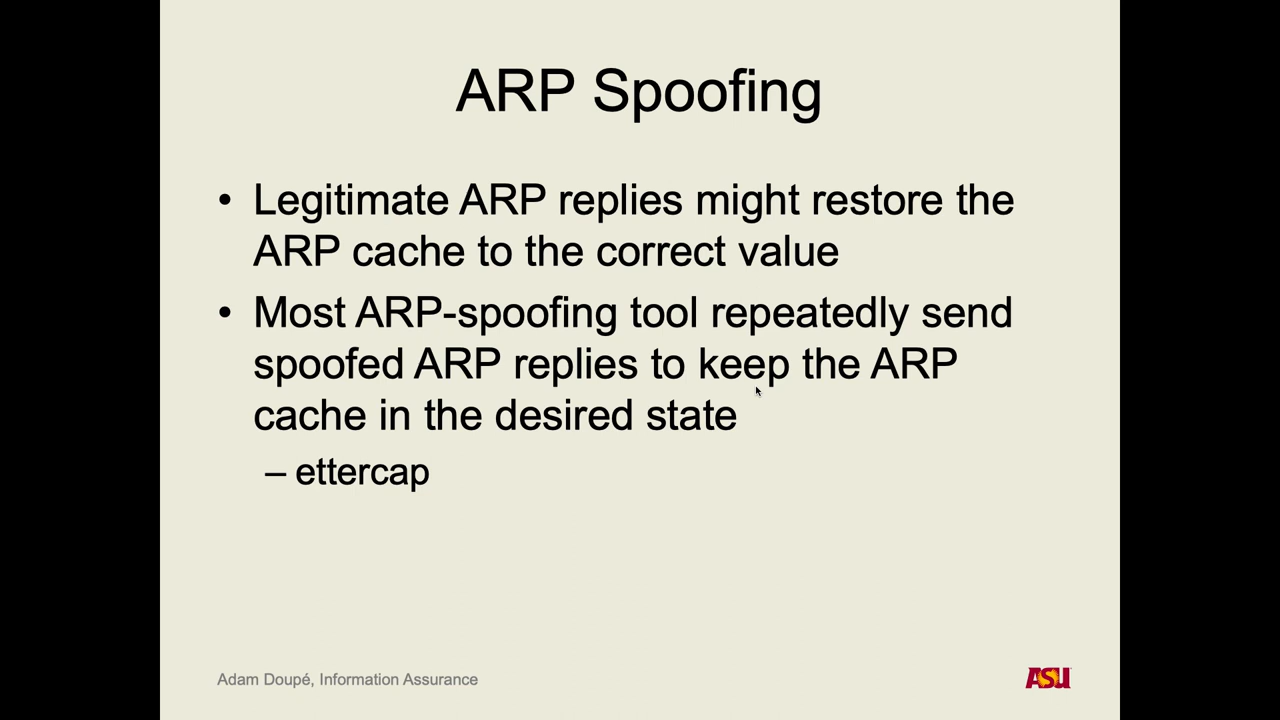 ARP Spoofing
• Legitimate ARP replies might restore the
ARP cache to the correct value
• Most ARP-spoofing tool repeatedly send
spoofed ARP replies to keep the ARP
cache in the desired state
– ettercap
Adam Doupé, Information Assurance
ASU